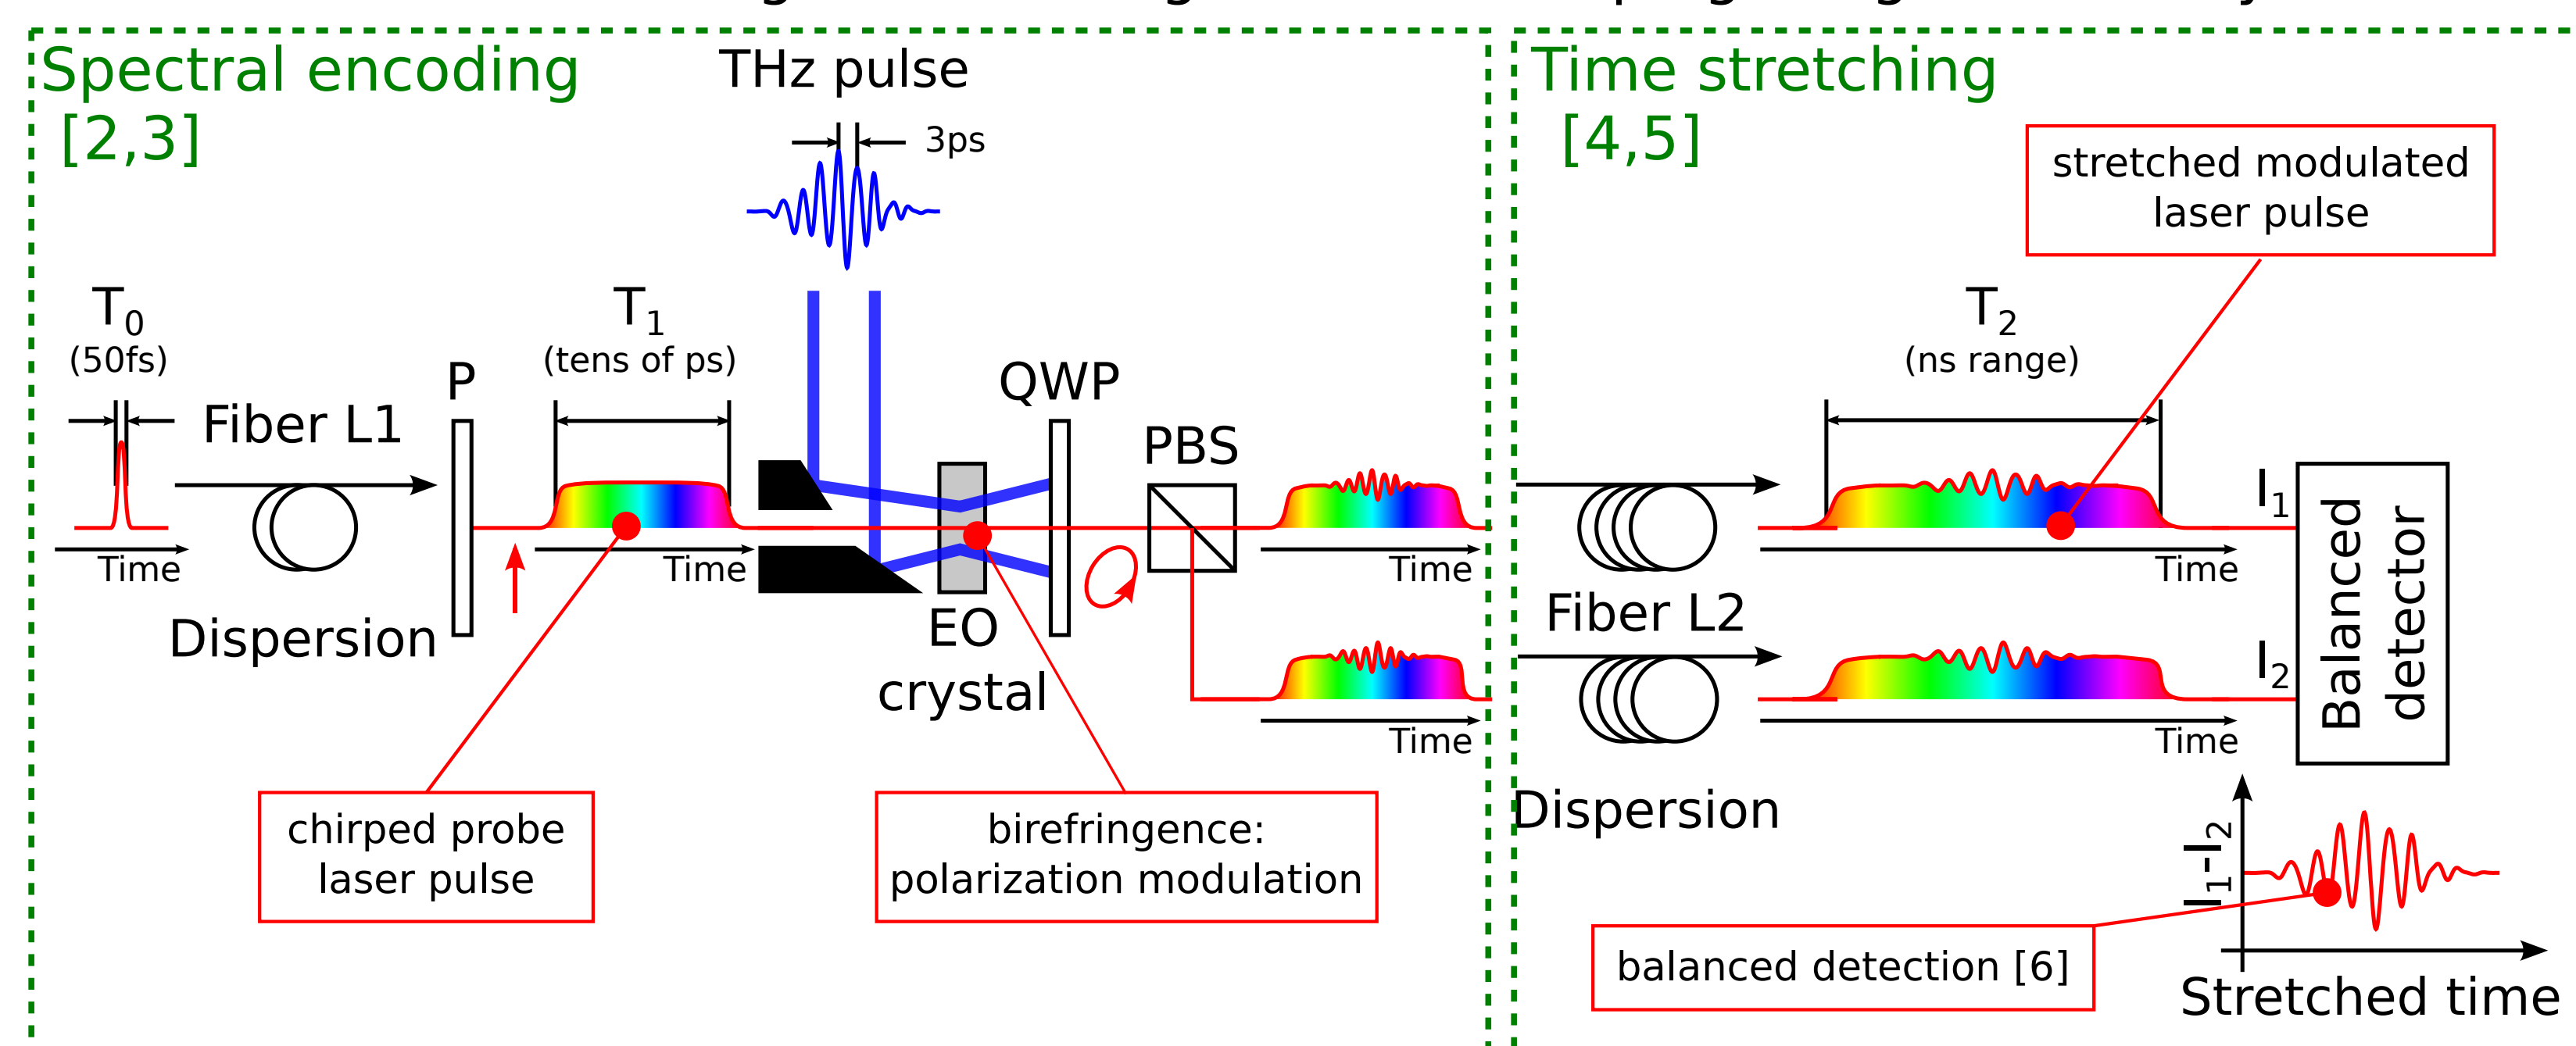 Spectral encoding
[2,3]
THz pulse
3ps
T0
(50fs)
Fiber L1
P
T1
(tens of ps)
QWP
PBS
Time
Time
Time
Dispersion
EO
crystal
Time
chirped probe
laser pulse
birefringence:
polarization modulation
Time stretching
[4,5]
stretched modulated
laser pulse
T2
(ns range)
I1
Time
Fiber L2
I2
Balanced
detector
Time
Dispersion
I1-I2
balanced detection [6]
Stretched time